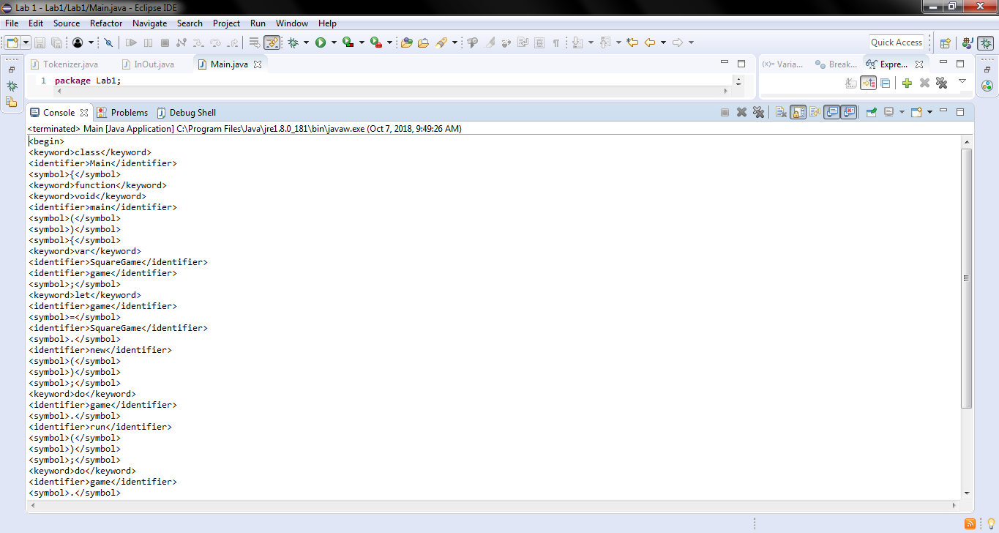 Lab 1 - Lab1/Lab1/Main.java - Eclipse IDE
File Edit Source Refactor Navigate Search Project Run Window Help
Quick Access
Tokenizer.java InOut.java Main.java (x)= Varia... Break... Expre...
1 package Lab1;
Console Problems Debug Shell
<terminated> Main [Java Application] C:\Program Files\Java\jre1.8.0_181\bin\javaw.exe (Oct 7, 2018, 9:49:26 AM)
<begin>
<keyword>class</keyword>
<identifier>Main</identifier>
<symbol>{</symbol>
<keyword>function</keyword>
<keyword>void</keyword>
<identifier>main</identifier>
<symbol>(</symbol>
<symbol>)</symbol>
<symbol>{</symbol>
<keyword>var</keyword>
<identifier>SquareGame</identifier>
<identifier>game</identifier>
<symbol>;</symbol>
<keyword>let</keyword>
<identifier>game</identifier>
<symbol>=</symbol>
<identifier>SquareGame</identifier>
<symbol>.</symbol>
<identifier>new</identifier>
<symbol>(</symbol>
<symbol>)</symbol>
<symbol>;</symbol>
<keyword>do</keyword>
<identifier>game</identifier>
<symbol>.</symbol>
<identifier>run</identifier>
<symbol>(</symbol>
<symbol>)</symbol>
<symbol>;</symbol>
<keyword>do</keyword>
<identifier>game</identifier>
<symbol>.</symbol>